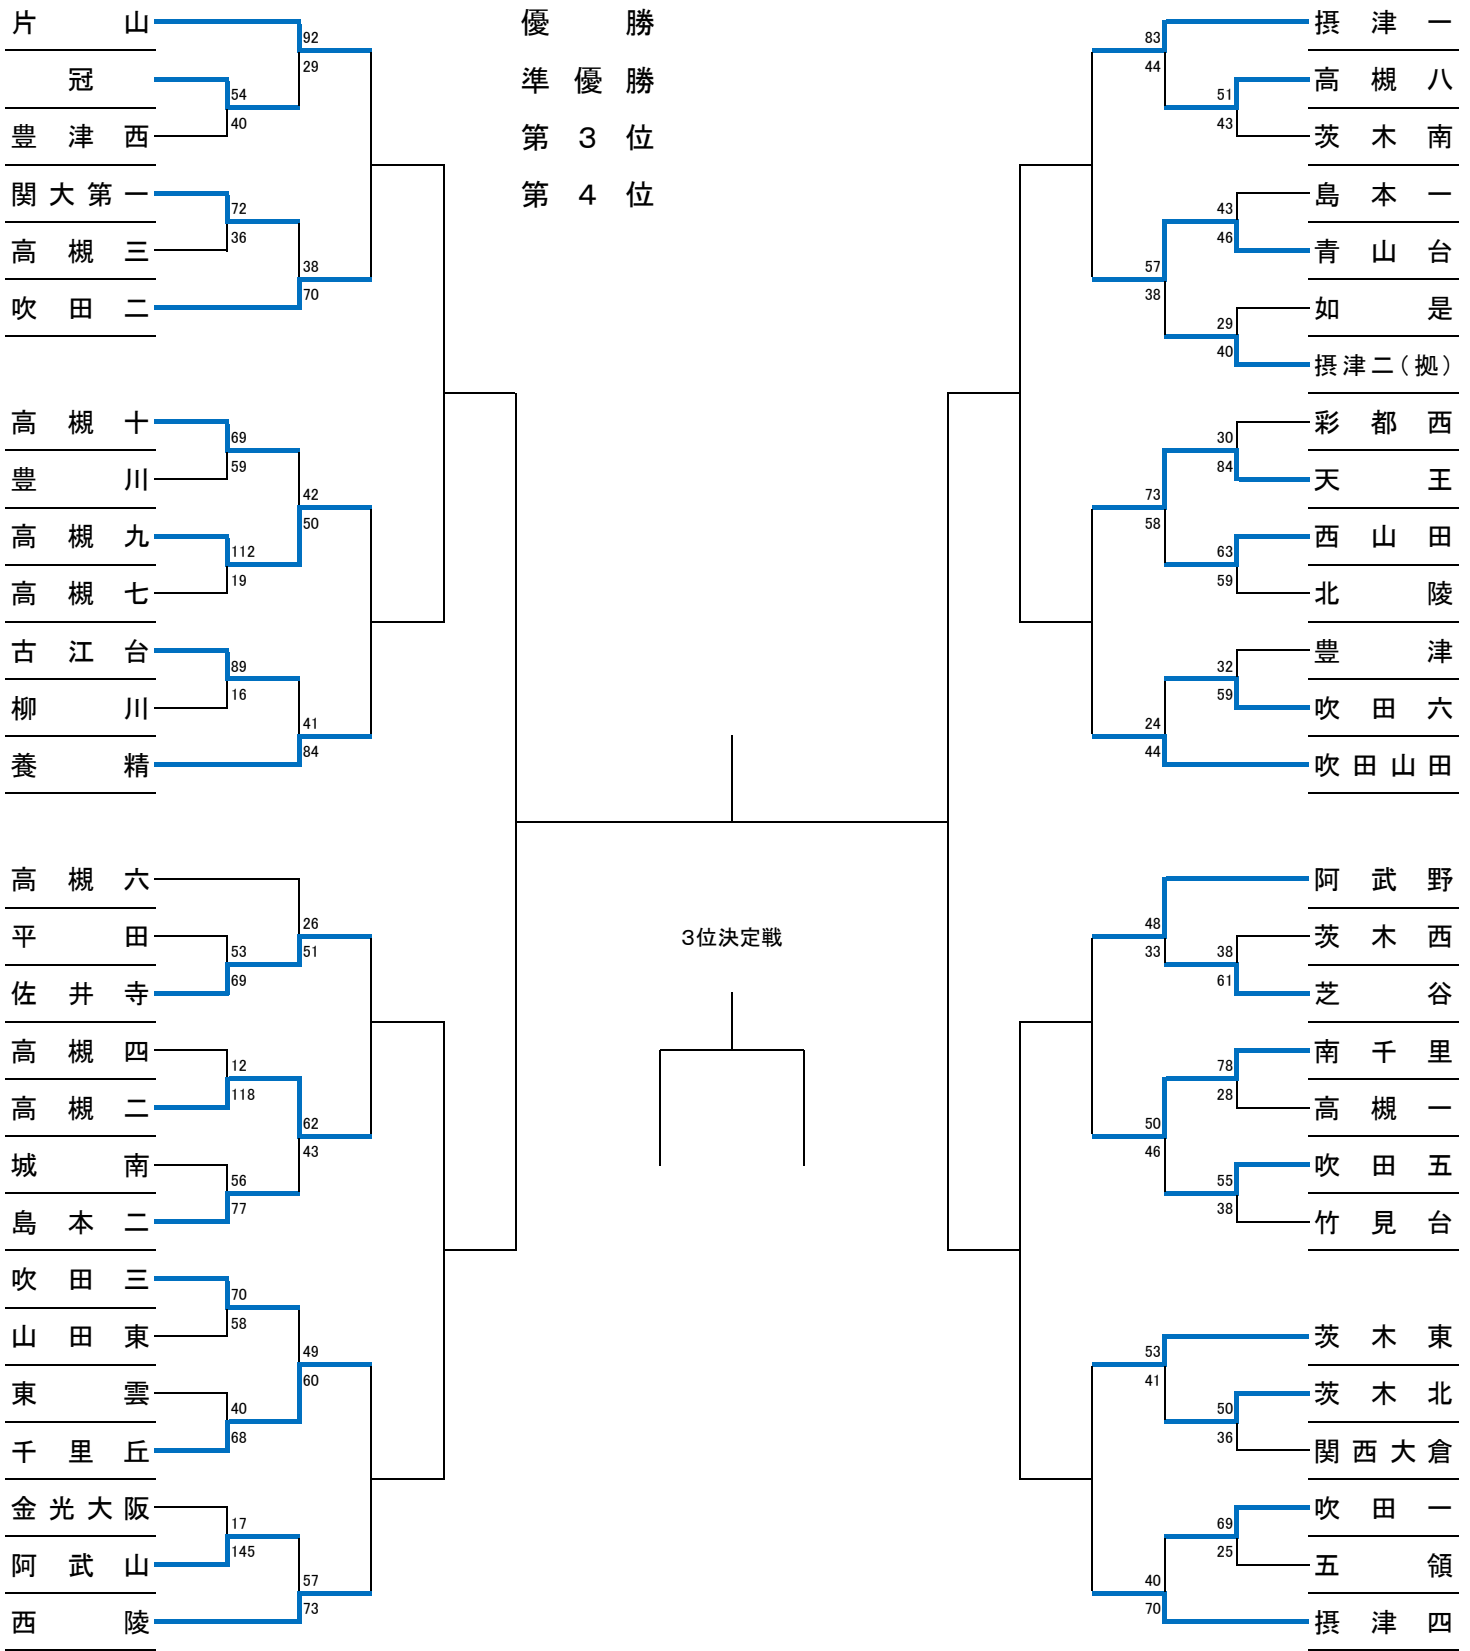 片山
92
29
冠
54
40
豊津西
関大第一
72
36
高槻三
38
70
吹田二
高槻十
69
59
豊川
42
50
高槻九
112
19
高槻七
古江台
89
16
柳川
41
84
養精
高槻六
26
51
平田
53
69
佐井寺
高槻四
12
118
高槻二
62
43
城南
56
77
島本二
吹田三
70
58
山田東
49
60
東雲
40
68
千里丘
金光大阪
17
145
阿武山
57
73
西陵
優勝
準優勝
第3位
第4位
3位決定戦
摂津一
83
44
高槻八
51
43
茨木南
島本一
43
46
青山台
57
38
如是
29
40
摂津二(拠)
彩都西
30
84
天王
73
58
西山田
63
59
北陵
豊津
32
59
吹田六
24
44
吹田山田
阿武野
48
33
茨木西
38
61
芝谷
南千里
78
28
高槻一
50
46
吹田五
55
38
竹見台
茨木東
53
41
茨木北
50
36
関西大倉
吹田一
69
25
五領
40
70
摂津四